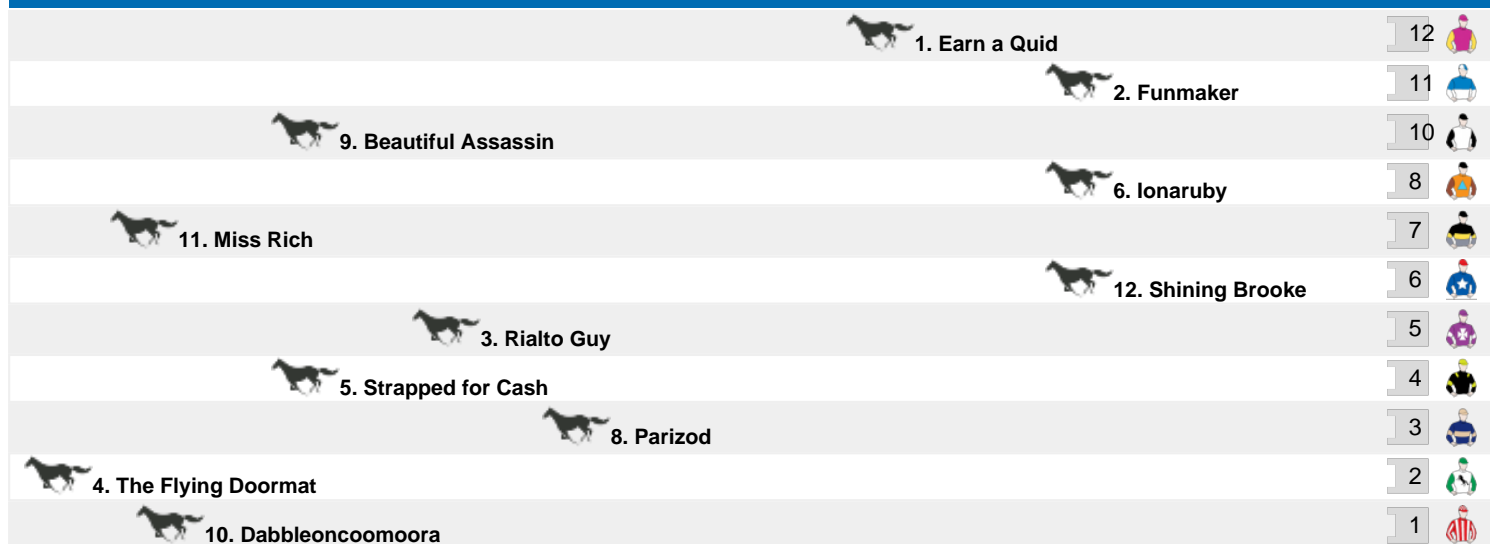 1. Earn a Quid 12
2. Funmaker 11
9. Beautiful Assassin 10
6. Ionaruby 8
11. Miss Rich 7
12. Shining Brooke 6
3. Rialto Guy 5
5. Strapped for Cash 4
8. Parizod 3
4. The Flying Doormat 2
10. Dabbleoncoomoora 1